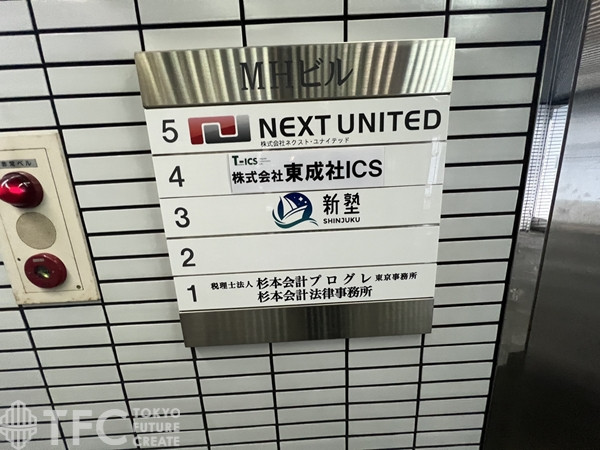 MHビル
5 NEXT UNITED
株式会社ネクスト・ユナイテッド
T-ICS
4 株式会社 東成社ICS
3 新塾
SHINJUKU
2
1 税理士法人 杉本会計プログレ 東京事務所
杉本会計法律事務所
TFC TOKYO
FUTURE
CREATE